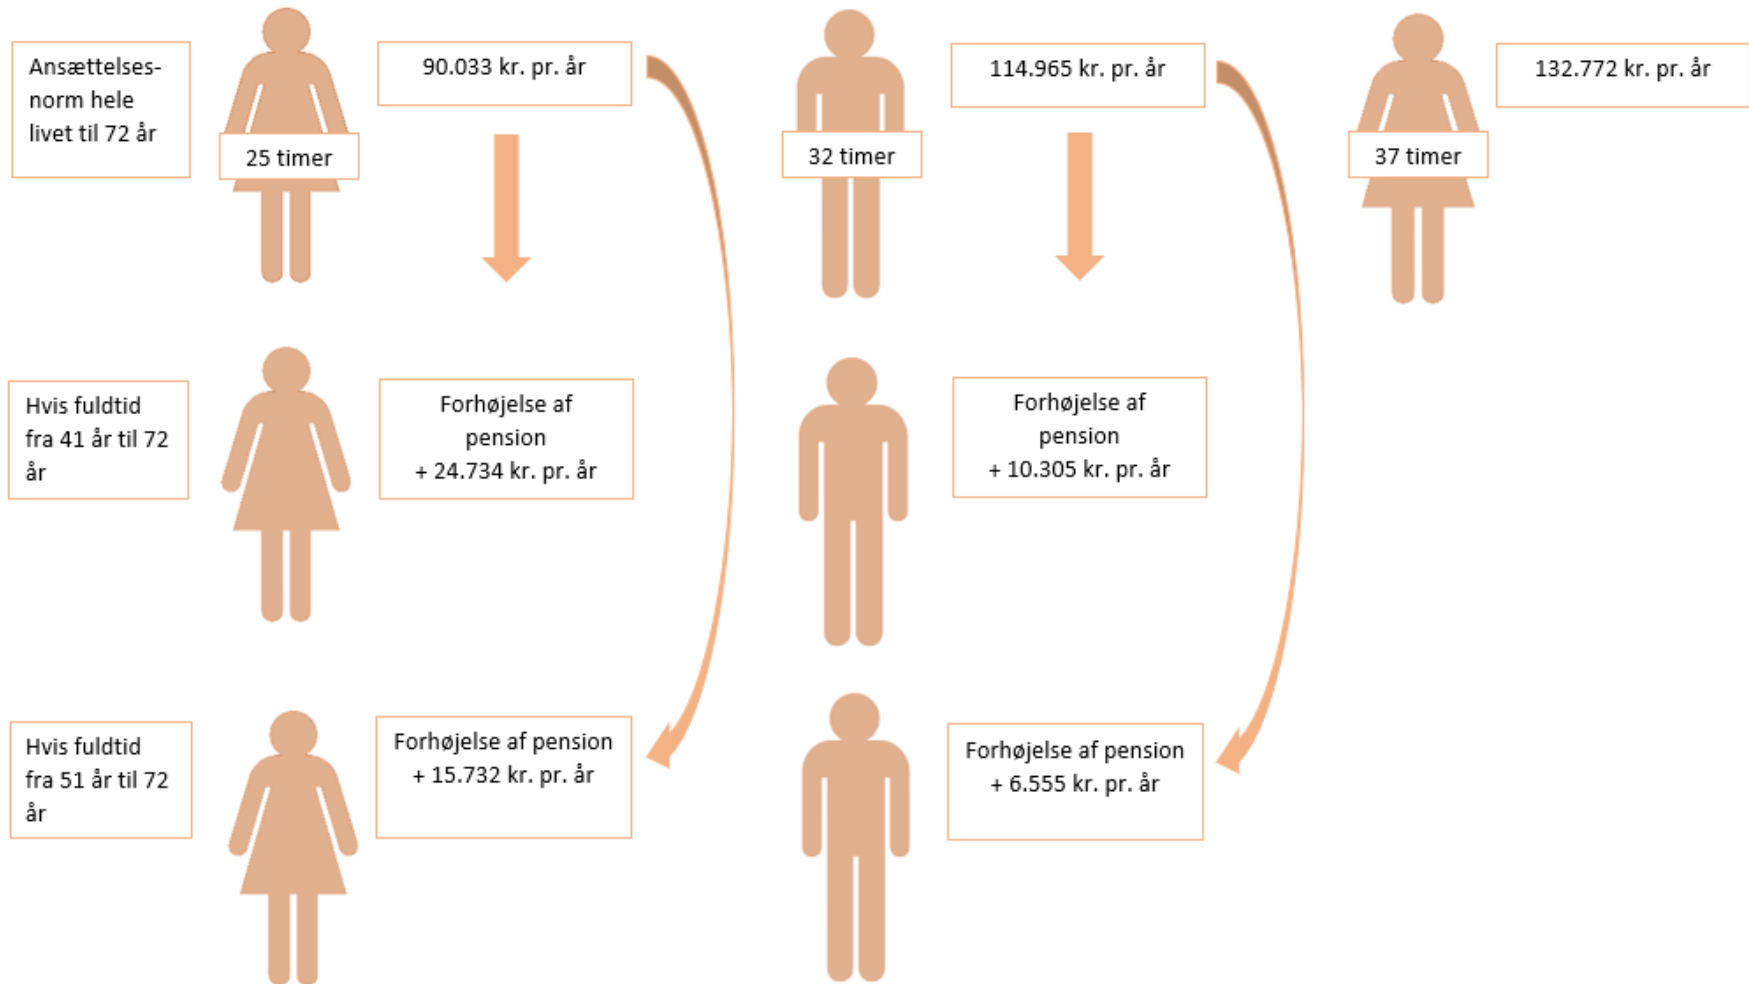 Ansættelses-
norm hele
livet til 72 år
25 timer
90.033 kr. pr. år
32 timer
114.965 kr. pr. år
37 timer
132.772 kr. pr. år
Hvis fuldtid
fra 41 år til 72
år
Forhøjelse af
pension
+ 24.734 kr. pr. år
Forhøjelse af
pension
+ 10.305 kr. pr. år
Hvis fuldtid
fra 51 år til 72
år
Forhøjelse af pension
+ 15.732 kr. pr. år
Forhøjelse af pension
+ 6.555 kr. pr. år